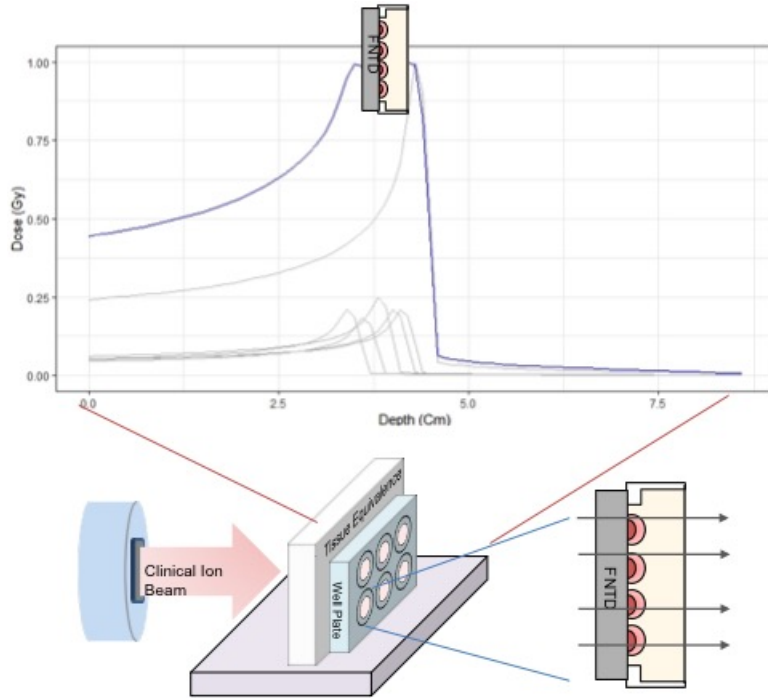 FNTD
1.00
0.75
0.50
0.25
0.00
Dose (Gy)
0.0
2.5
5.0
7.5
Depth (Cm)
Tissue Equivalence
Clinical Ion
Beam
Well Plate
FNTD